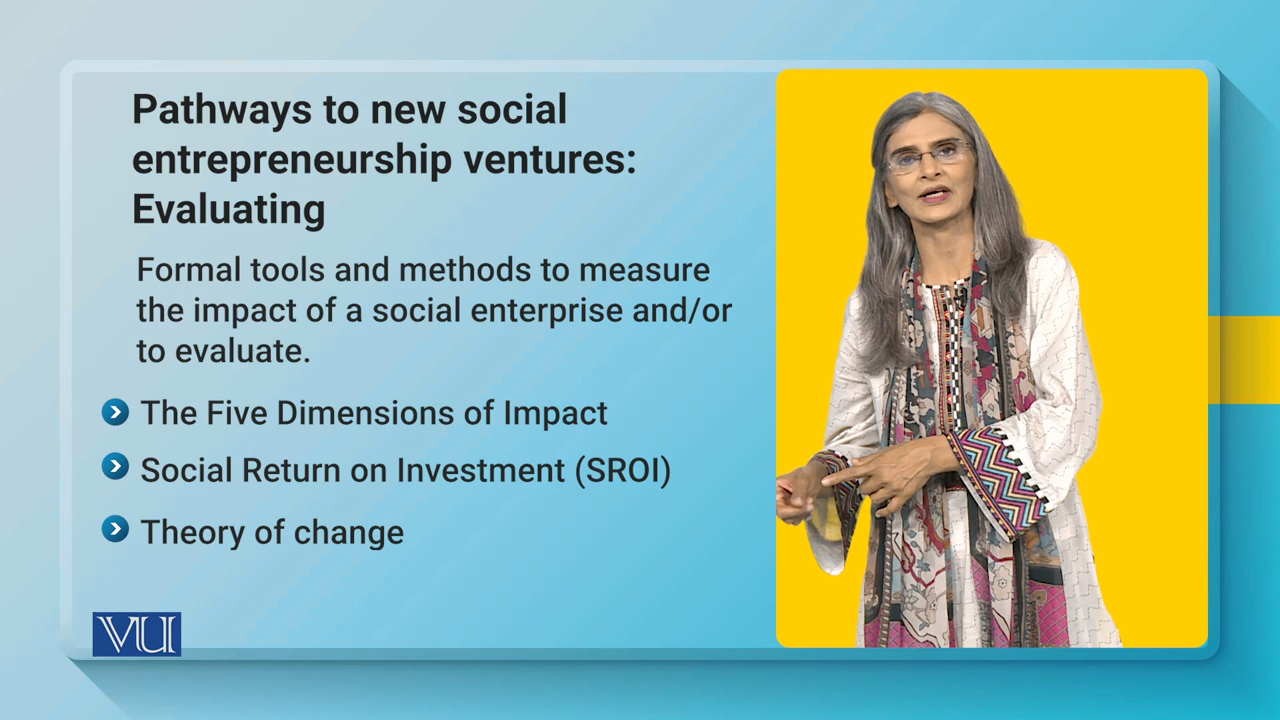 Pathways to new social
entrepreneurship ventures:
Evaluating
Formal tools and methods to measure
the impact of a social enterprise and/or
to evaluate.
The Five Dimensions of Impact
Social Return on Investment (SROI)
Theory of change
VU